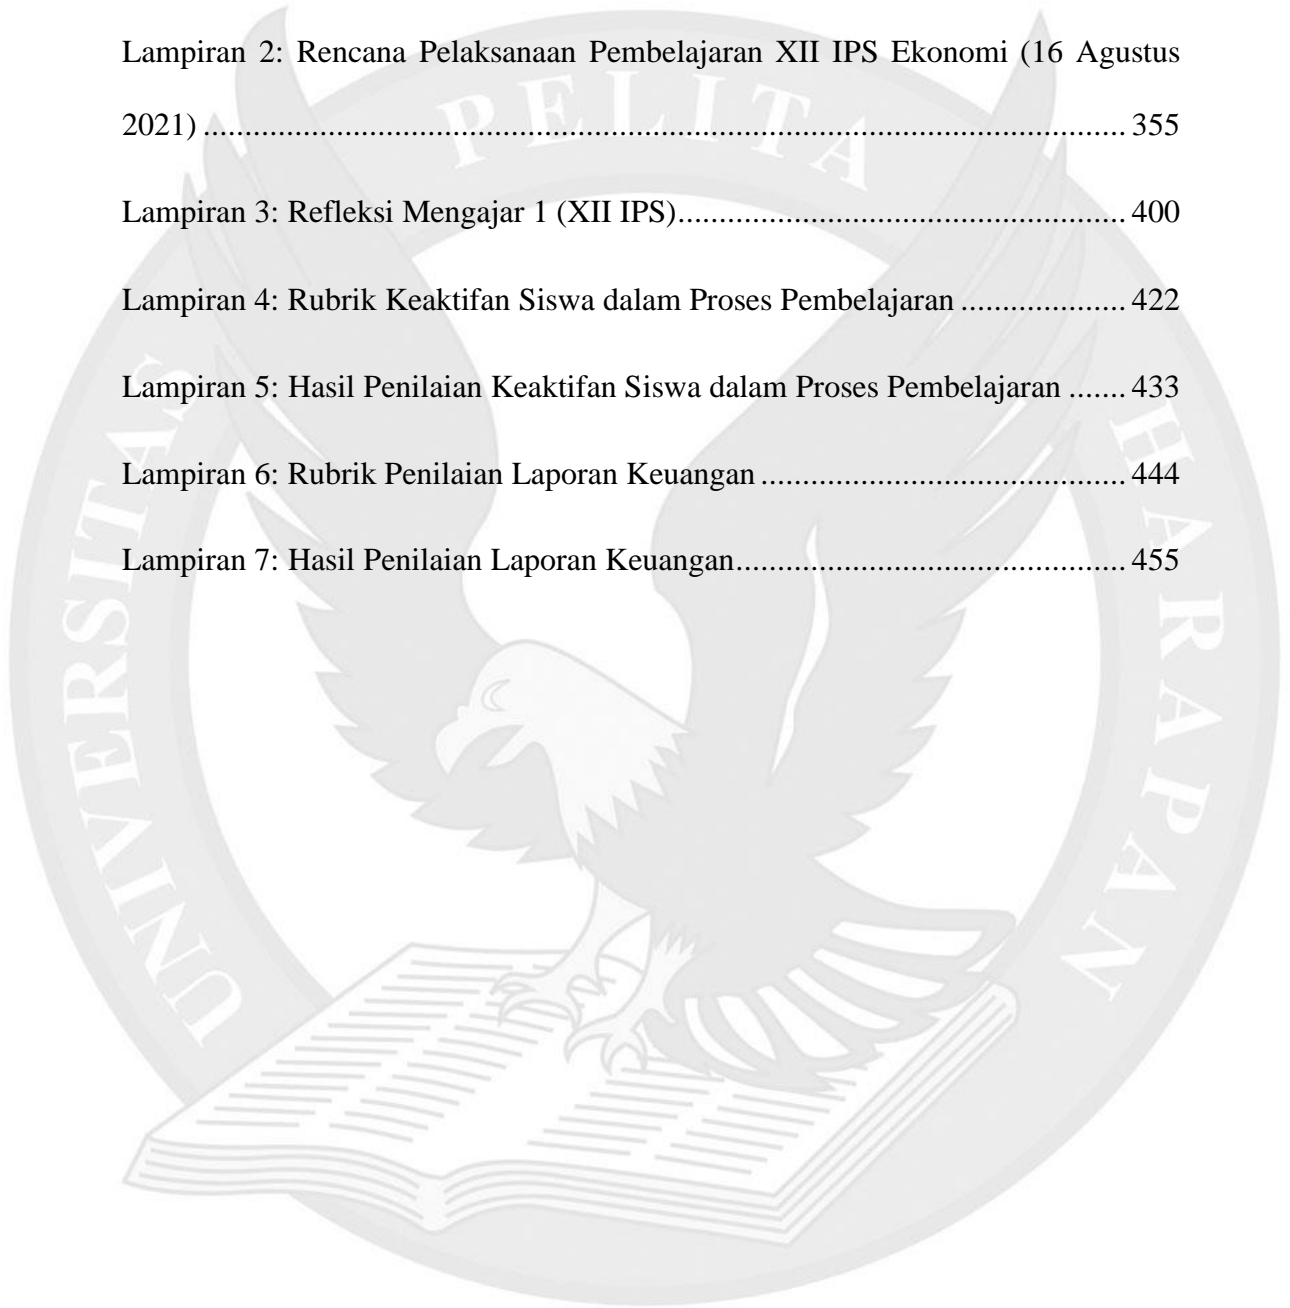 Lampiran 2: Rencana Pelaksanaan Pembelajaran XII IPS Ekonomi (16 Agustus
2021) ............................................................................................... 355
Lampiran 3: Refleksi Mengajar 1 (XII IPS)...................................................... 400
Lampiran 4: Rubrik Keaktifan Siswa dalam Proses Pembelajaran .................... 422
Lampiran 5: Hasil Penilaian Keaktifan Siswa dalam Proses Pembelajaran ....... 433
Lampiran 6: Rubrik Penilaian Laporan Keuangan ............................................ 444
Lampiran 7: Hasil Penilaian Laporan Keuangan............................................... 455
UNIVERSITAS PELITA HARAPAN